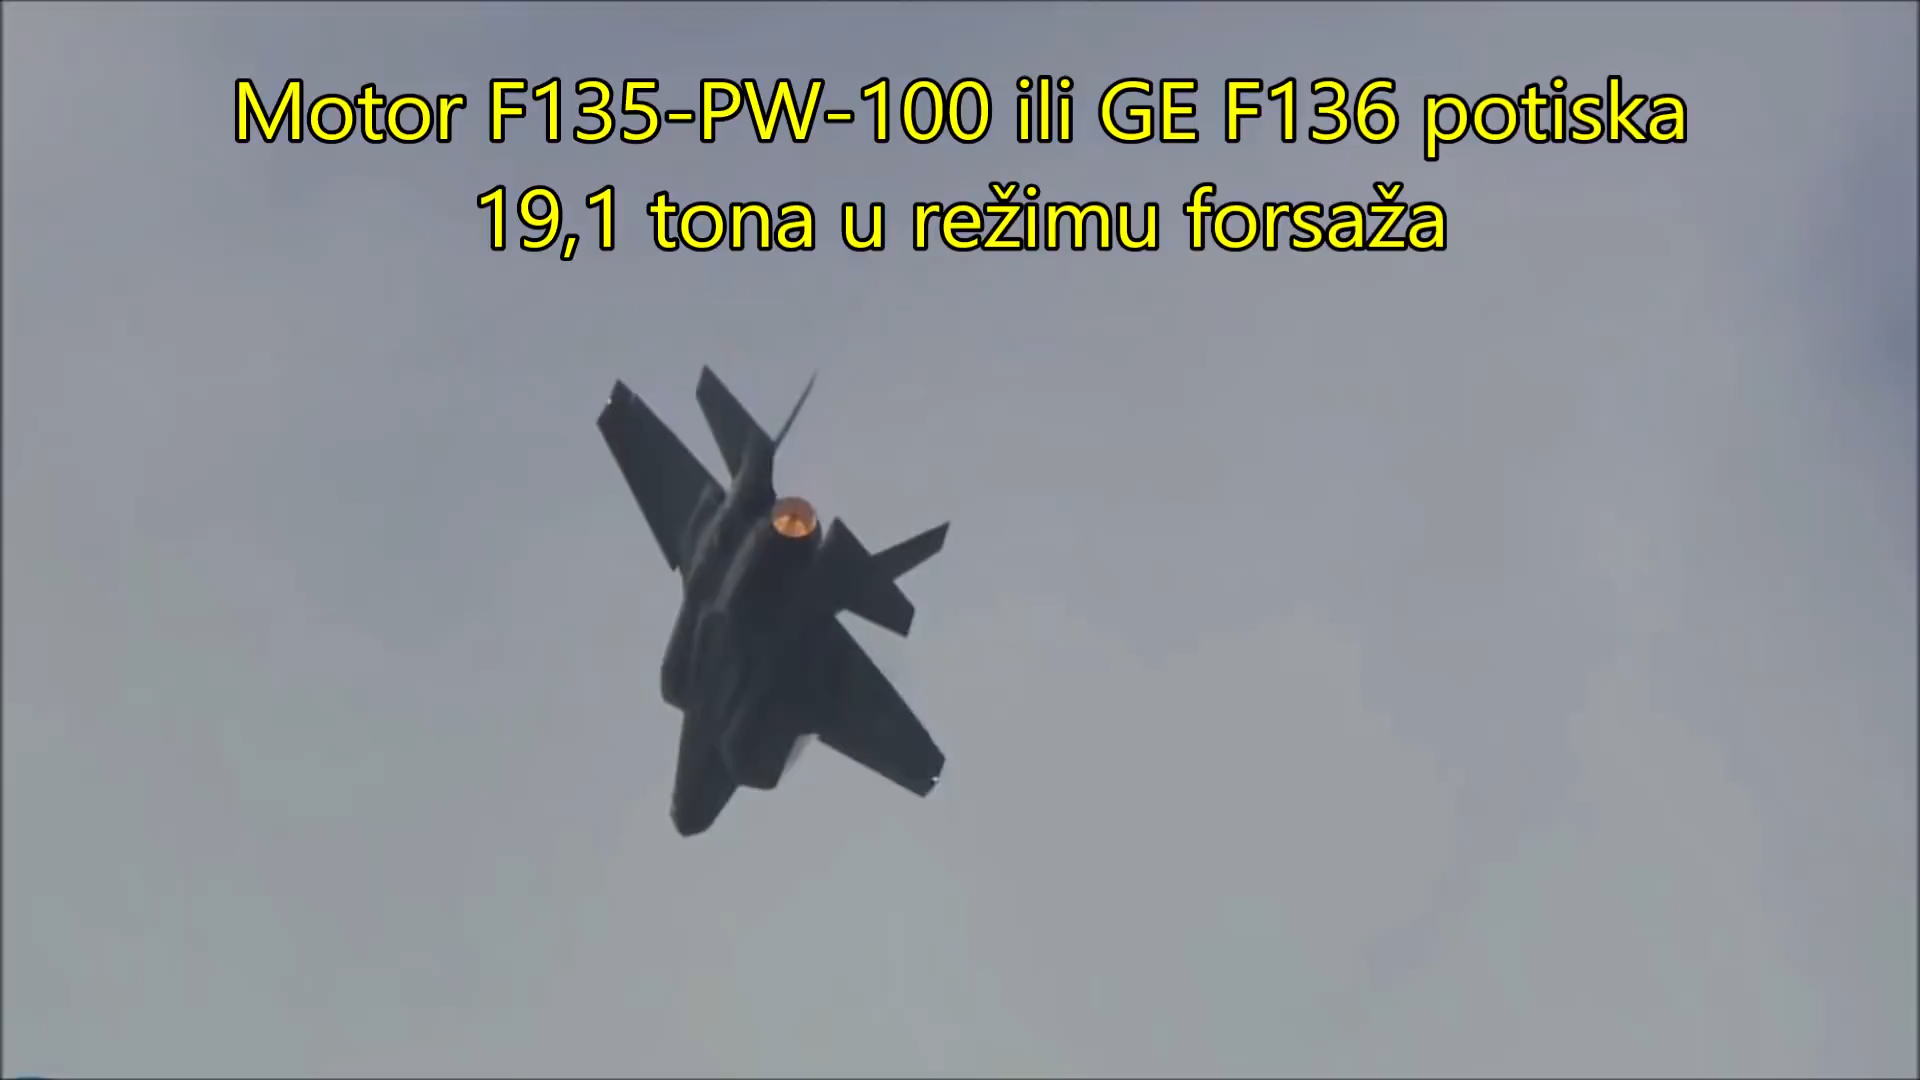 Motor F135-PW-100 ili GE F136 potiska
19,1 tona u režimu forsaža